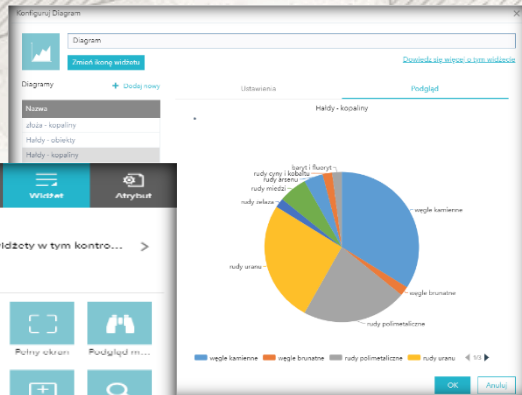 Konfiguruj Diagram
Diagram
Zmień ikonę widżetu
Dowiedz się więcej o tym widżecie
Diagramy
Dodaj nowy
Nazwa
złoża - kopaliny
Hałdy - obiekty
Hałdy - kopaliny
Ustawienia
Podgląd
Hałdy - kopaliny
baryt i fluoryt
rudy cyny i kobaltu
rudy arsenu
rudy miedzi
rudy żelaza
rudy uranu
węgle kamienne
węgle brunatne
rudy polimetaliczne
węgle kamienne węgle brunatne rudy polimetaliczne rudy uranu 1/3
OK Anuluj
Widżet
Atrybut
idżety w tym kontro...
Pełny ekran
Podgląd m...